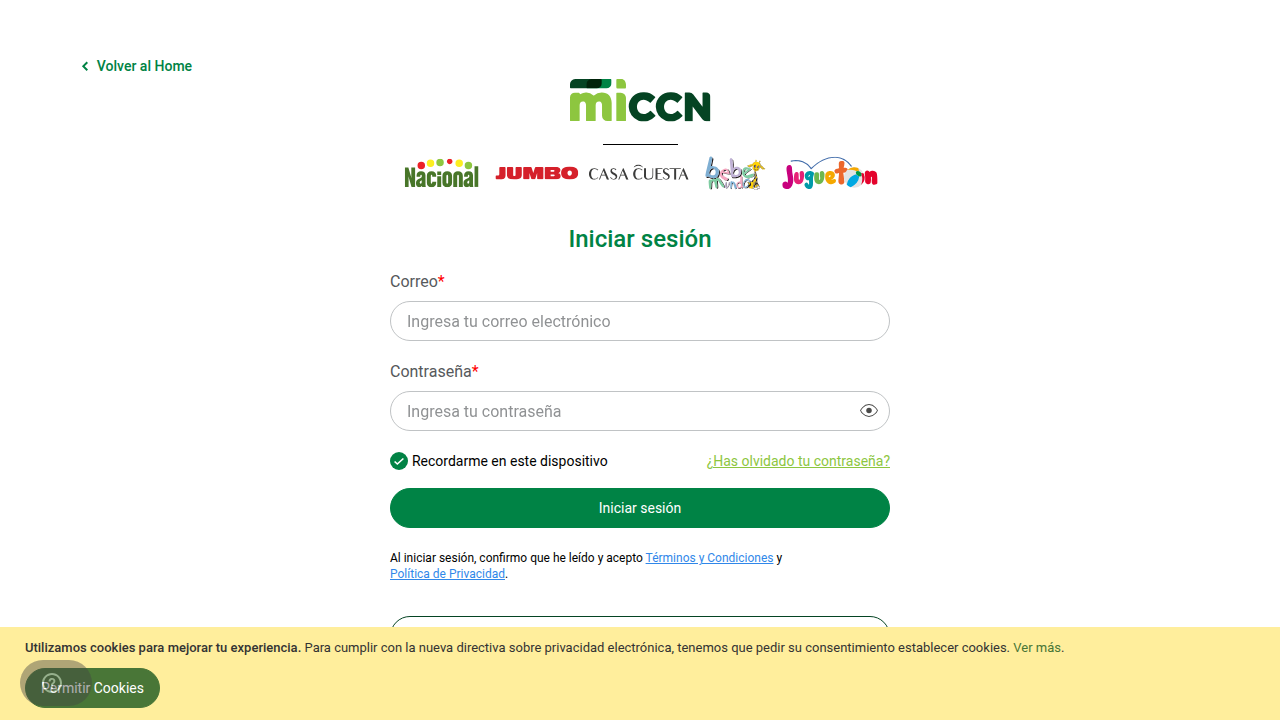 Volver al Home
miCCN
Nacional JUMBO CASA CUESTA bebemundo Juguetón
Iniciar sesión
Correo*
Ingresa tu correo electrónico
Contraseña*
Ingresa tu contraseña
Recordarme en este dispositivo ¿Has olvidado tu contraseña?
Iniciar sesión
Al iniciar sesión, confirmo que he leído y acepto Términos y Condiciones y
Política de Privacidad.
Utilizamos cookies para mejorar tu experiencia. Para cumplir con la nueva directiva sobre privacidad electrónica, tenemos que pedir su consentimiento establecer cookies. Ver más.
Permitir Cookies